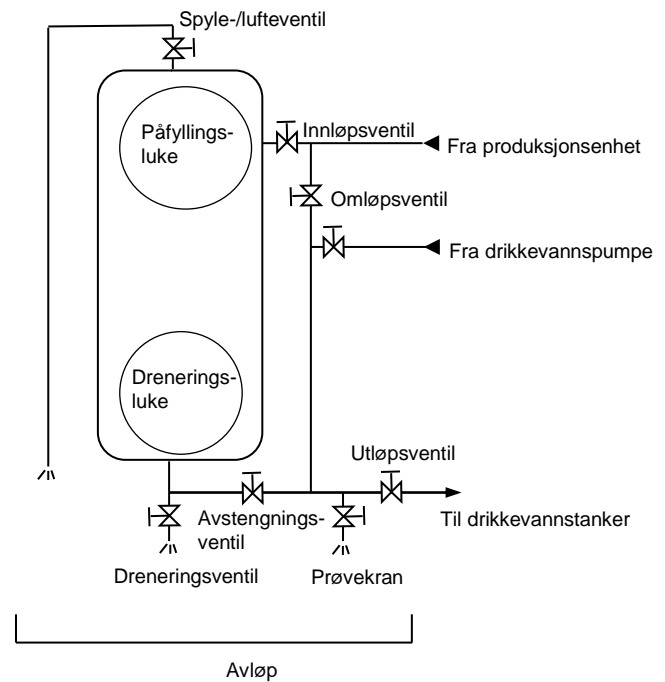 Spyle-/lufteventil
Påfyllings-
luke
Innløpsventil
Fra produksjonsenhet
Omløpsventil
Fra drikkevannspumpe
Drenerings-
luke
Utløpsventil
Avstengnings-
ventil
Til drikkevannstanker
Dreneringsventil
Prøvekran
Avløp